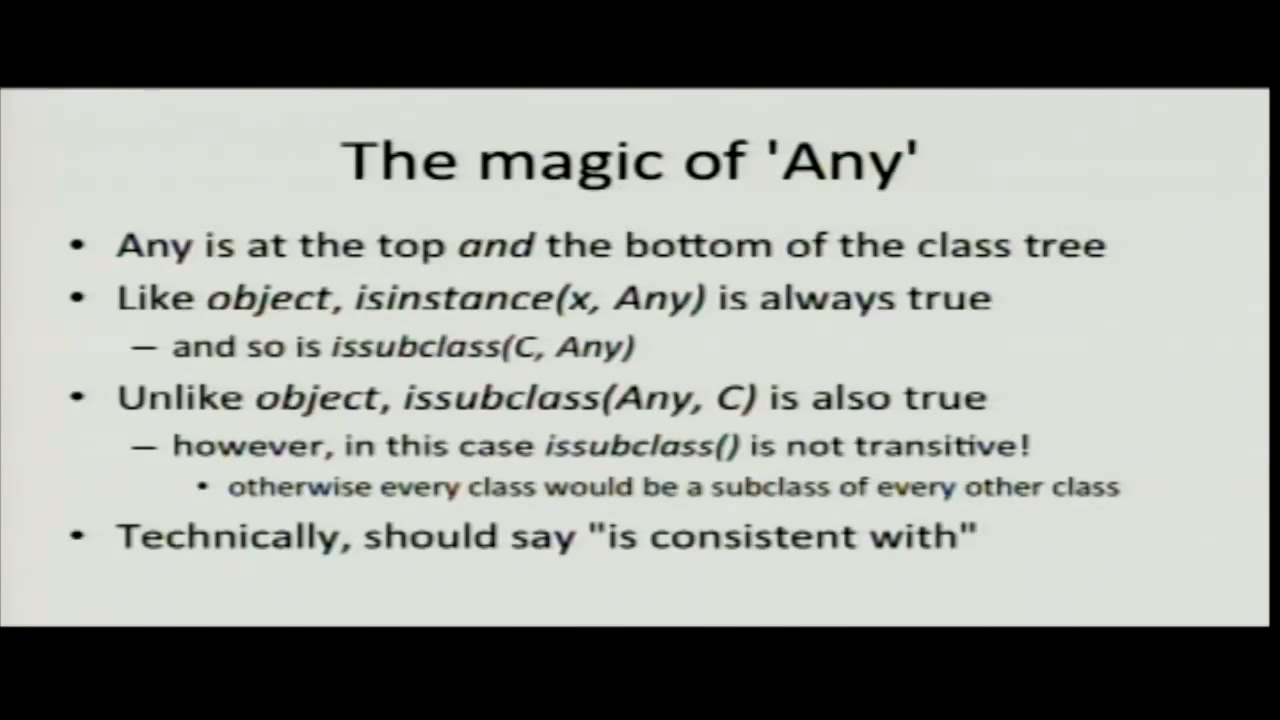 The magic of 'Any'
• Any is at the top and the bottom of the class tree
• Like object, isinstance(x, Any) is always true
– and so is issubclass(C, Any)
• Unlike object, issubclass(Any, C) is also true
– however, in this case issubclass() is not transitive!
• otherwise every class would be a subclass of every other class
• Technically, should say "is consistent with"